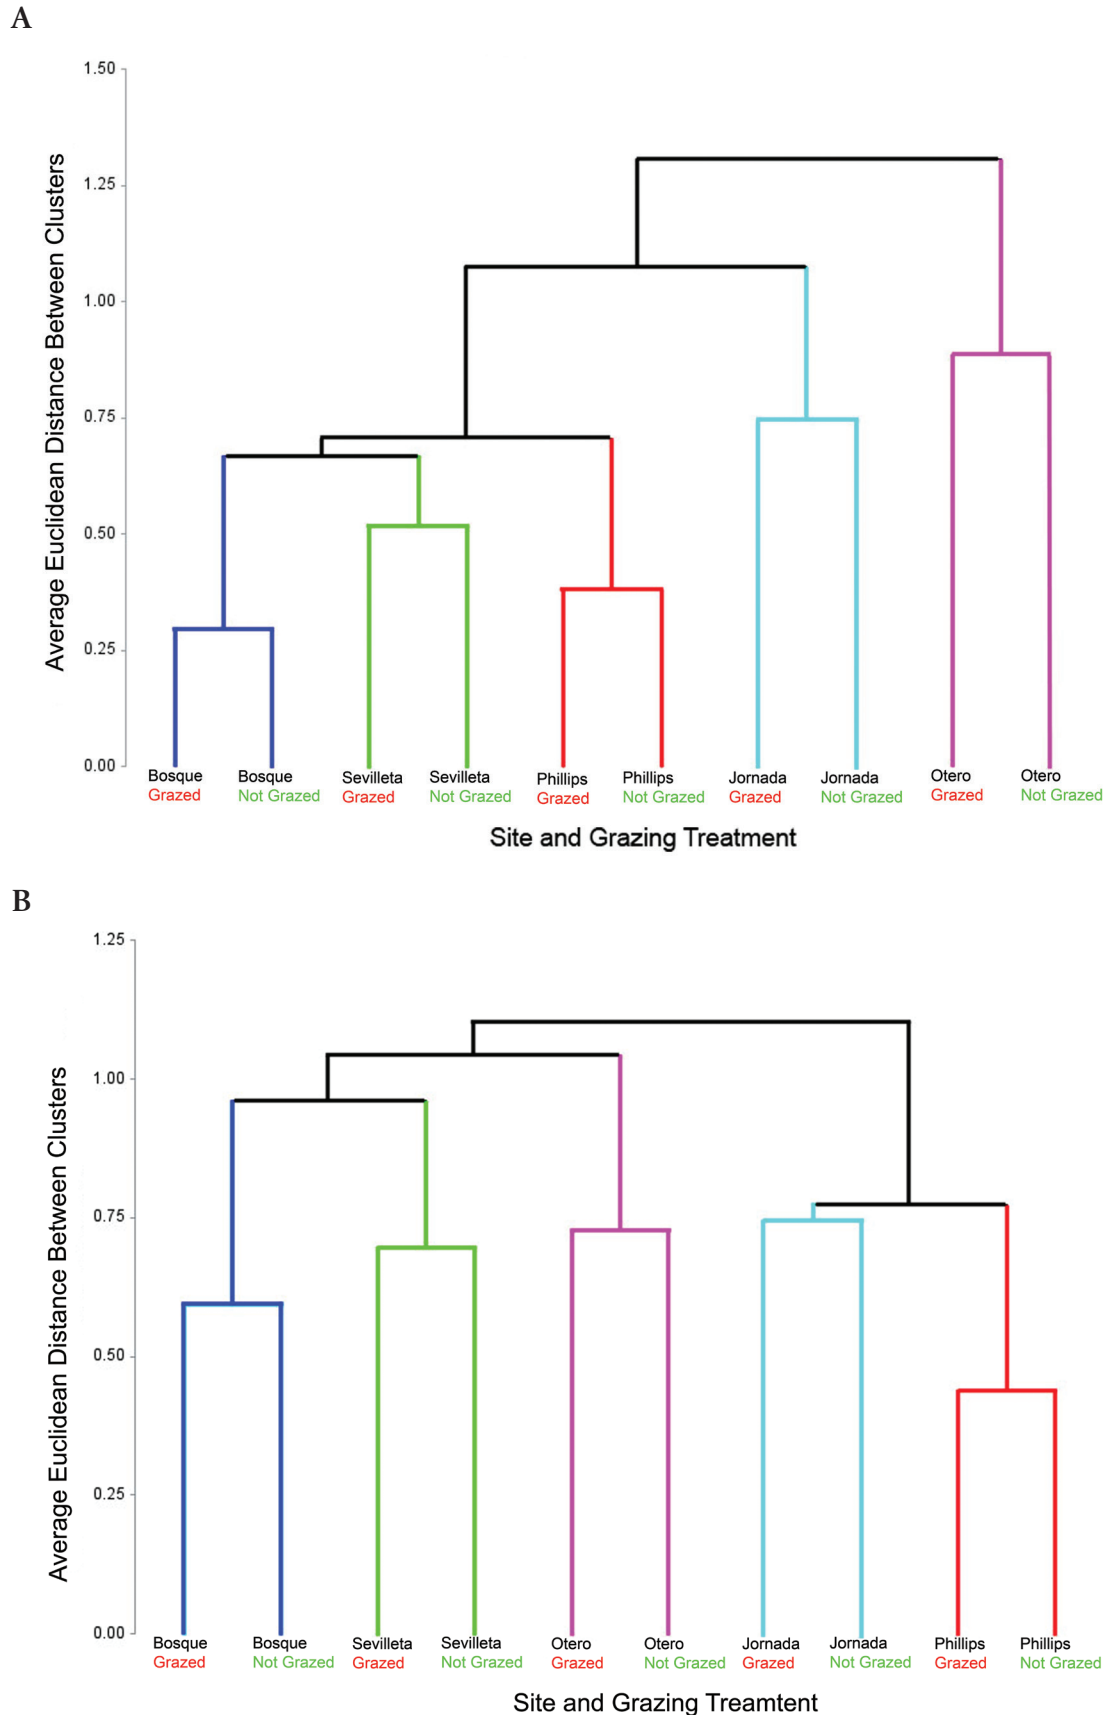 A
Average Euclidean Distance Between Clusters
1.50
1.25
1.00
0.75
0.50
0.25
0.00
Bosque Bosque Sevilleta Sevilleta Phillips Phillips Jornada Jornada Otero Otero
Grazed Not Grazed Grazed Not Grazed Grazed Not Grazed Grazed Not Grazed Grazed Not Grazed
Site and Grazing Treatment
B
Average Euclidean Distance Between Clusters
1.25
1.00
0.75
0.50
0.25
0.00
Bosque Bosque Sevilleta Sevilleta Otero Otero Jornada Jornada Phillips Phillips
Grazed Not Grazed Grazed Not Grazed Grazed Not Grazed Grazed Not Grazed Grazed Not Grazed
Site and Grazing Treamtent